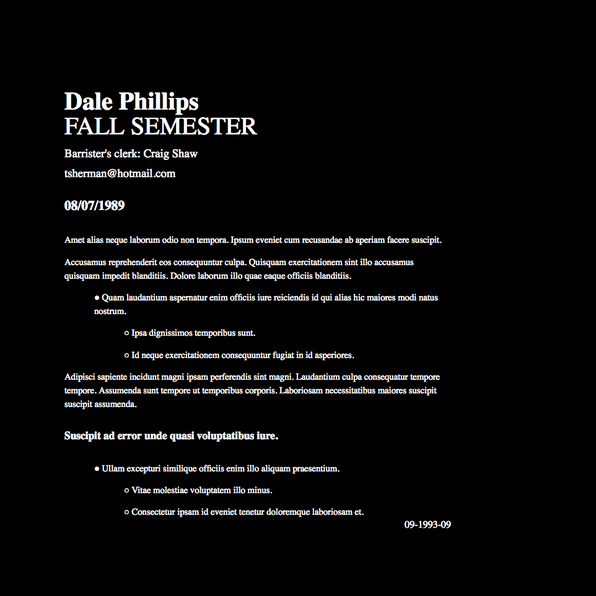 Dale Phillips
FALL SEMESTER
Barrister's clerk: Craig Shaw
tsherman@hotmail.com
08/07/1989
Amet alias neque laborum odio non tempora. Ipsum eveniet cum recusandae ab aperiam facere suscipit.
Accusamus reprehenderit eos consequuntur culpa. Quisquam exercitationem sint illo accusamus
quisquam impedit blanditiis. Dolore laborum illo quae eaque officiis blanditiis.
● Quam laudantium aspernatur enim officiis iure reiciendis id qui alias hic maiores modi natus
nostrum.
○ Ipsa dignissimos temporibus sunt.
○ Id neque exercitationem consequuntur fugiat in id asperiores.
Adipisci sapiente incidunt magni ipsam perferendis sint magni. Laudantium culpa consequatur tempore
tempore. Assumenda sunt tempore ut temporibus corporis. Laboriosam necessitatibus maiores suscipit
suscipit assumenda.
Suscipit ad error unde quasi voluptatibus iure.
● Ullam excepturi similique officiis enim illo aliquam praesentium.
○ Vitae molestiae voluptatem illo minus.
○ Consectetur ipsam id eveniet tenetur doloremque laboriosam et.
09-1993-09